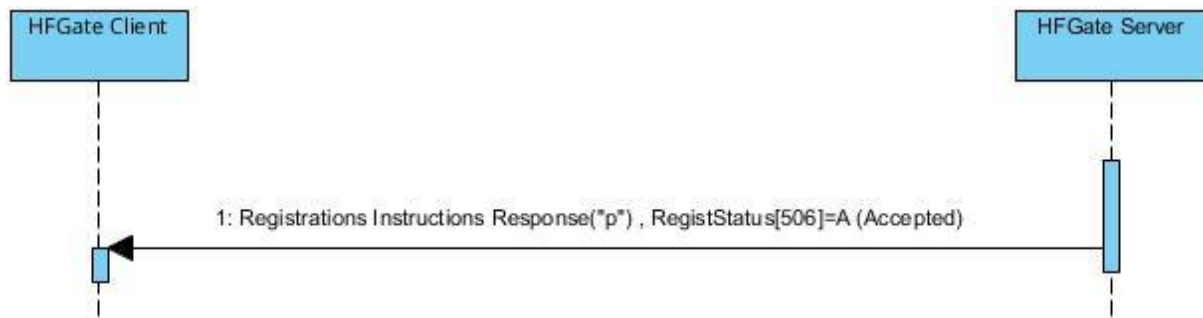 HFGate Client
HFGate Server
1: Registrations Instructions Response("p") , RegistStatus[506]=A (Accepted)